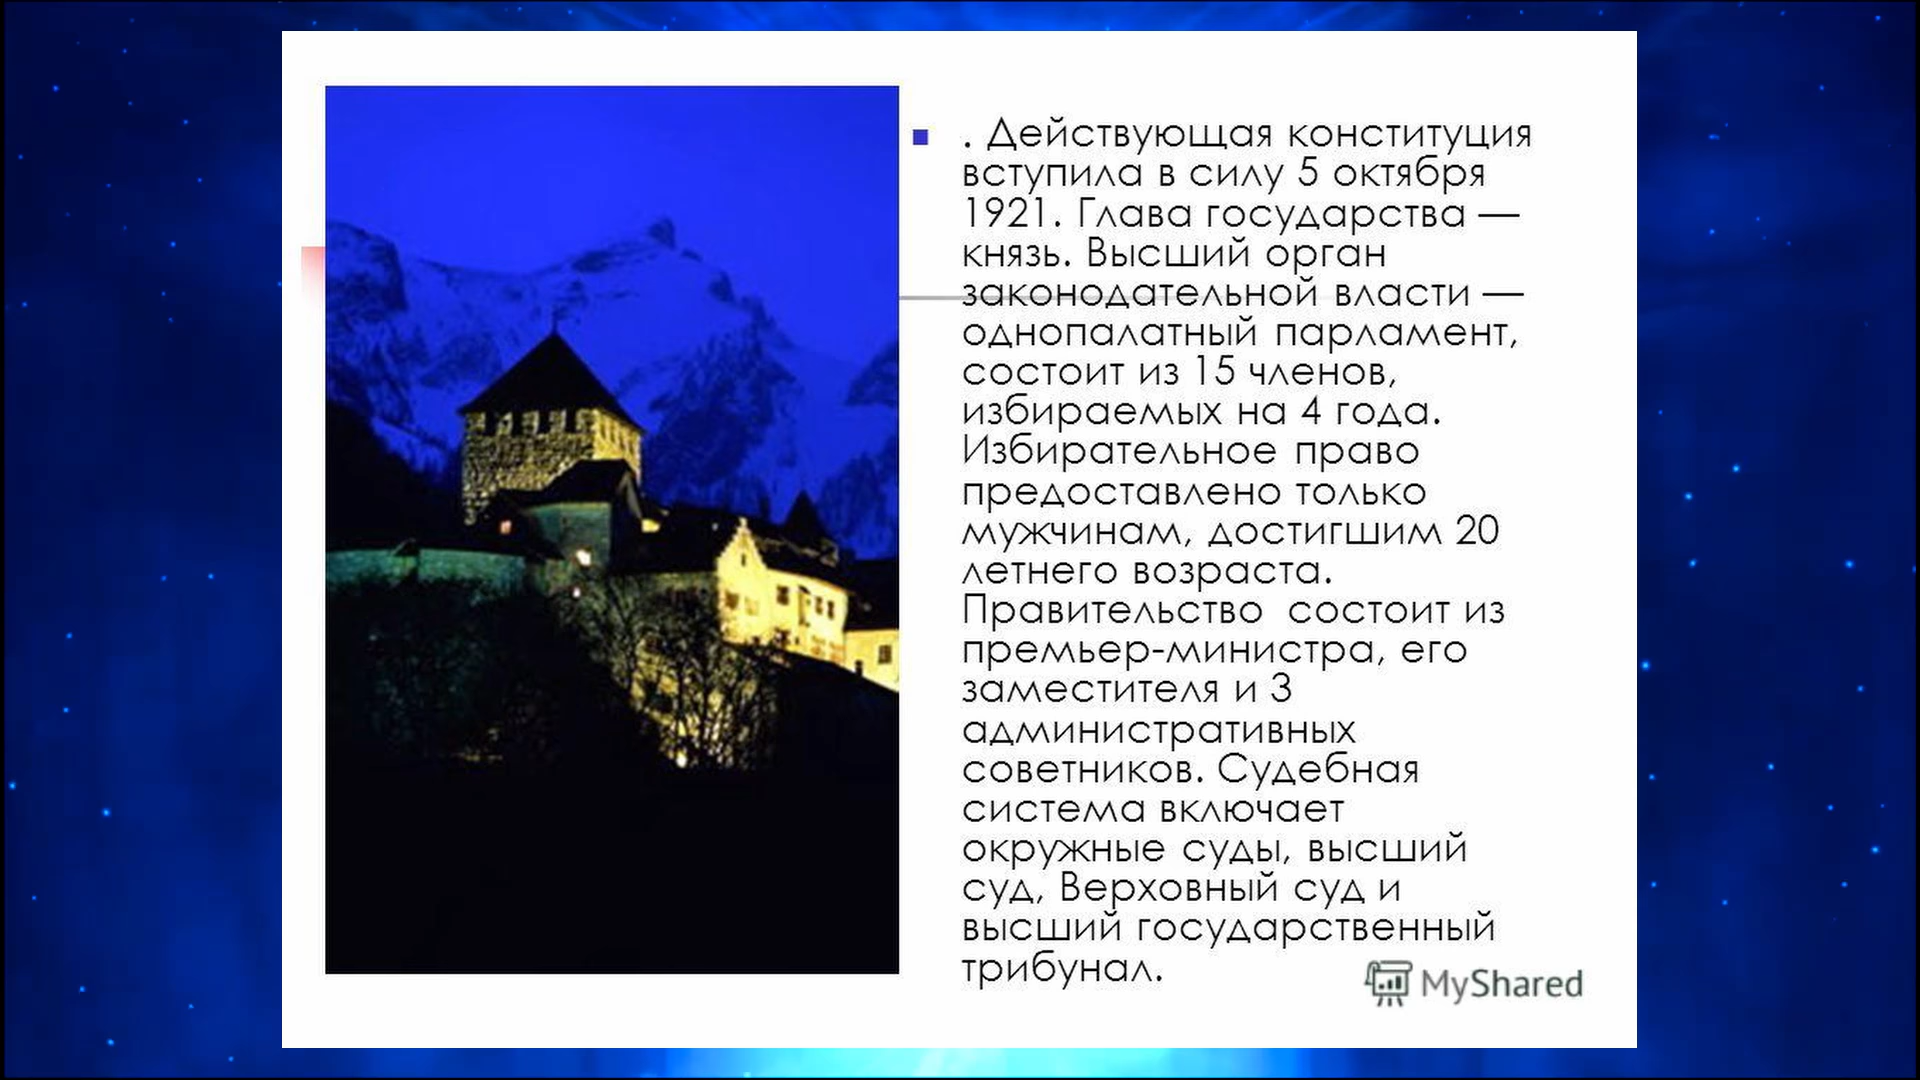 . Действующая конституция
вступила в силу 5 октября
1921. Глава государства —
князь. Высший орган
законодательной власти —
однопалатный парламент,
состоит из 15 членов,
избираемых на 4 года.
Избирательное право
предоставлено только
мужчинам, достигшим 20
летнего возраста.
Правительство  состоит из
премьер-министра, его
заместителя и 3
административных
советников. Судебная
система включает
окружные суды, высший
суд, Верховный суд и
высший государственный
трибунал.
MyShared